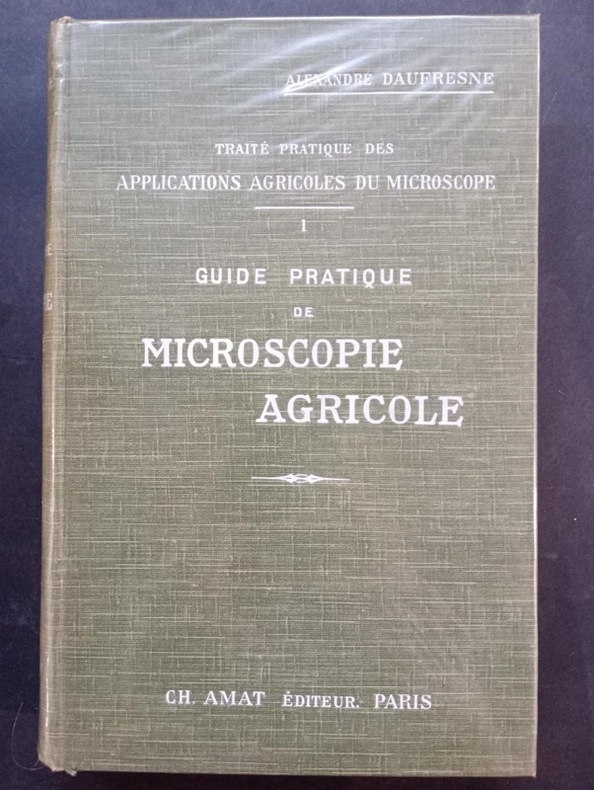 ALEXANDRE DAUFRESNE
TRAITÉ PRATIQUE DES
APPLICATIONS AGRICOLES DU MICROSCOPE
I
GUIDE PRATIQUE
DE
MICROSCOPIE
AGRICOLE
CH. AMAT ÉDITEUR. PARIS